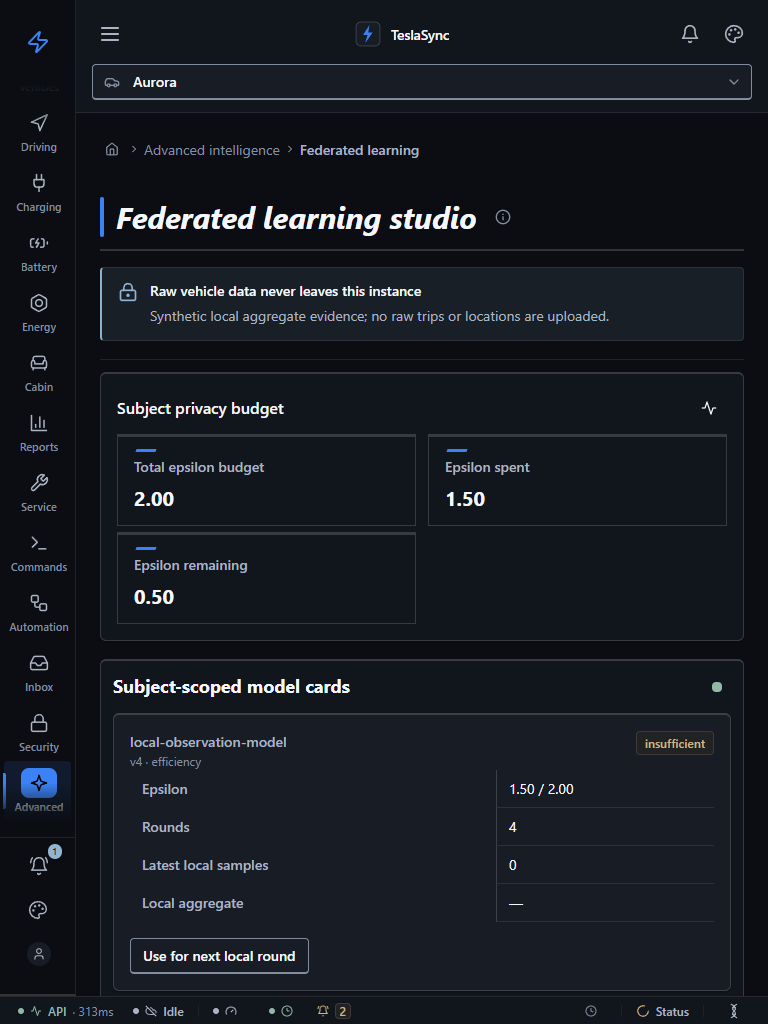 TeslaSync
Aurora
Driving
Charging
Battery
Energy
Cabin
Reports
Service
Commands
Automation
Inbox
Security
Advanced
1
Advanced intelligence
Federated learning
Federated learning studio
Raw vehicle data never leaves this instance
Synthetic local aggregate evidence; no raw trips or locations are uploaded.
Subject privacy budget
Total epsilon budget
2.00
Epsilon spent
1.50
Epsilon remaining
0.50
Subject-scoped model cards
local-observation-model
insufficient
v4 · efficiency
Epsilon 1.50 / 2.00
Rounds 4
Latest local samples 0
Local aggregate —
Use for next local round
API · 313ms Idle 2 Status